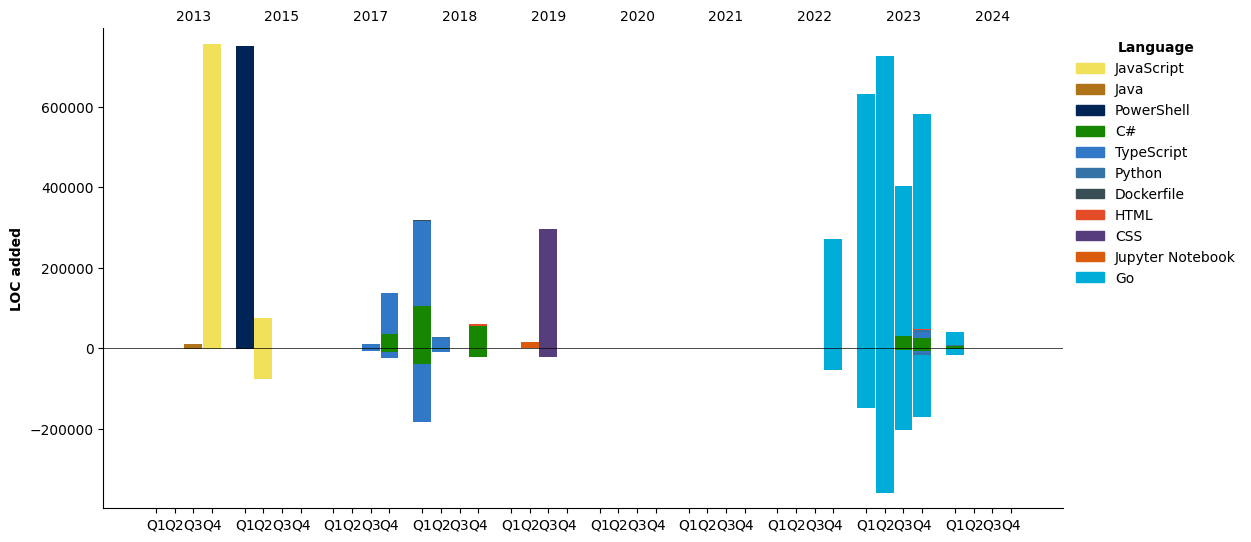 2013 2015 2017 2018 2019 2020 2021 2022 2023 2024
Language
JavaScript
Java
PowerShell
C#
TypeScript
Python
Dockerfile
HTML
CSS
Jupyter Notebook
Go
LOC added
600000
400000
200000
0
−200000
Q1Q2Q3Q4 Q1Q2Q3Q4 Q1Q2Q3Q4 Q1Q2Q3Q4 Q1Q2Q3Q4 Q1Q2Q3Q4 Q1Q2Q3Q4 Q1Q2Q3Q4 Q1Q2Q3Q4 Q1Q2Q3Q4